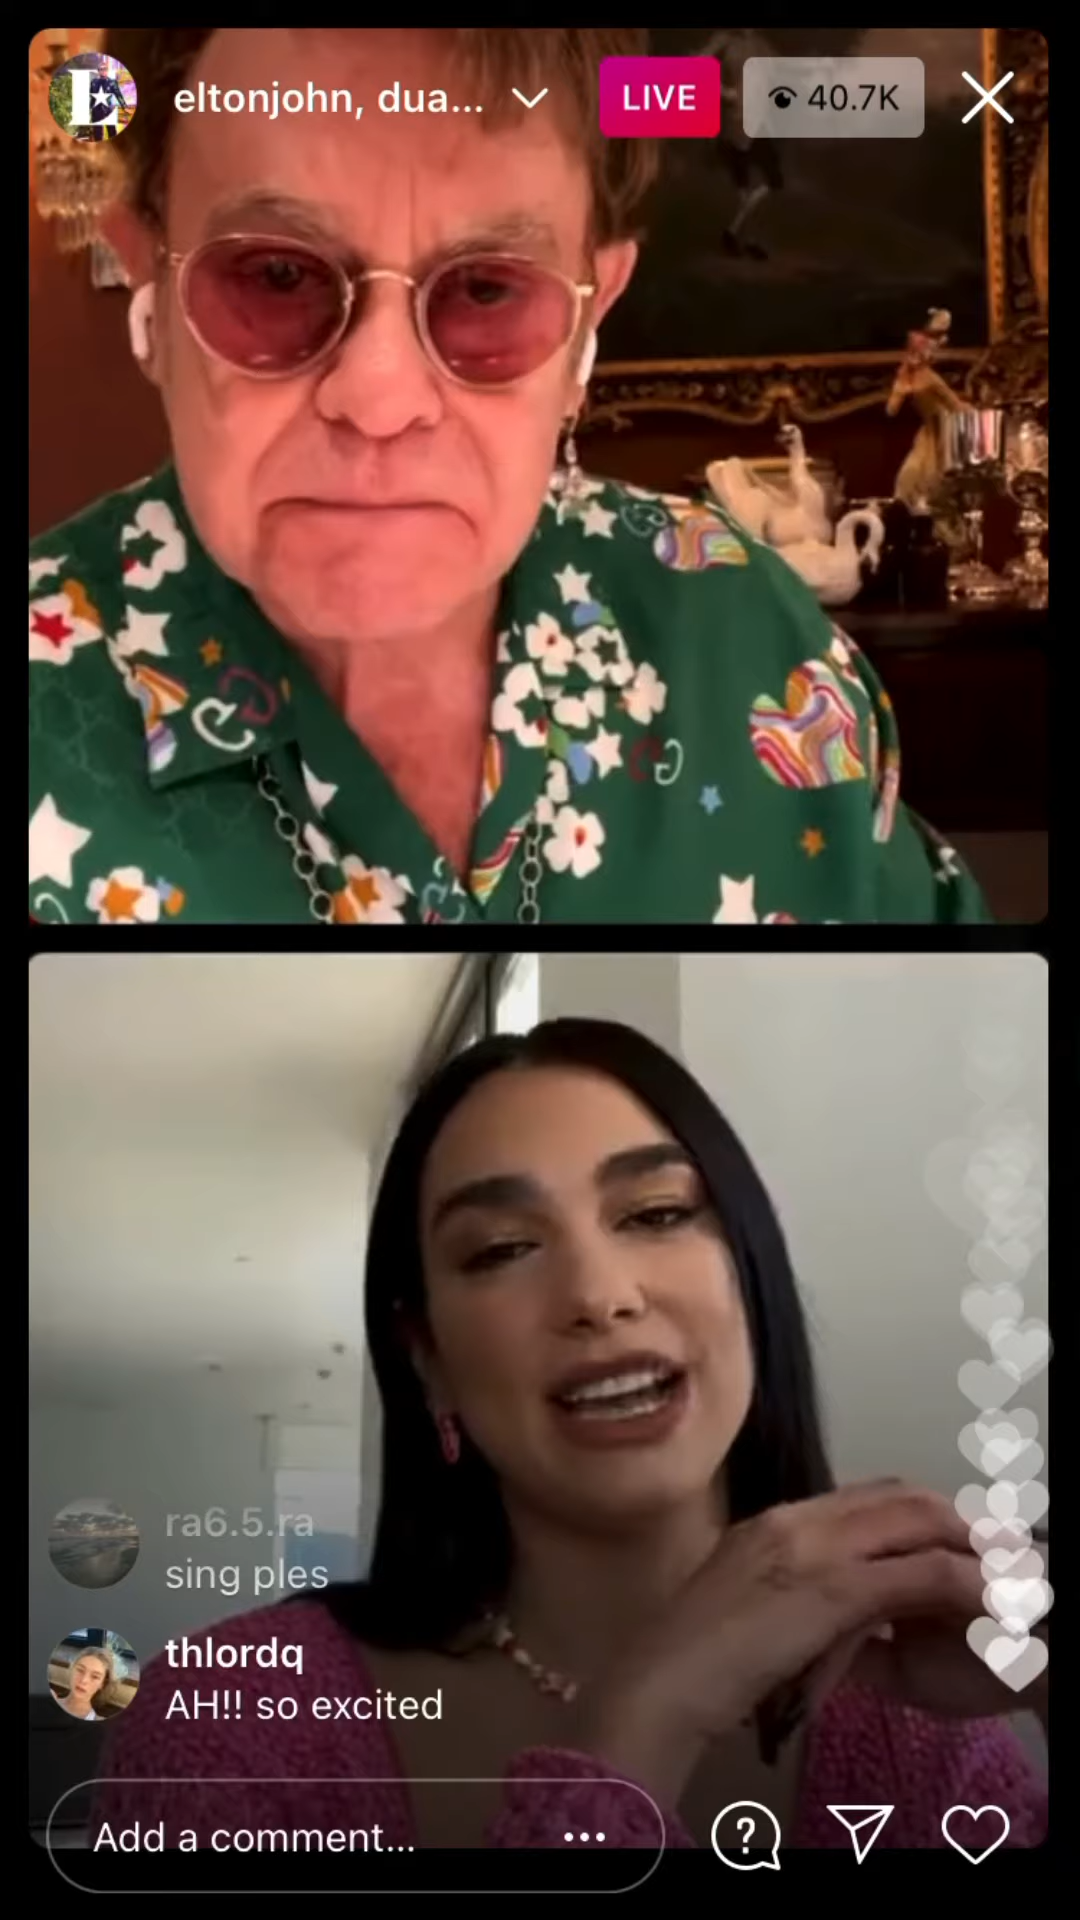 eltonjohn, dua...
LIVE
40.7K
ra6.5.ra
sing ples
thlordq
AH!! so excited
Add a comment...